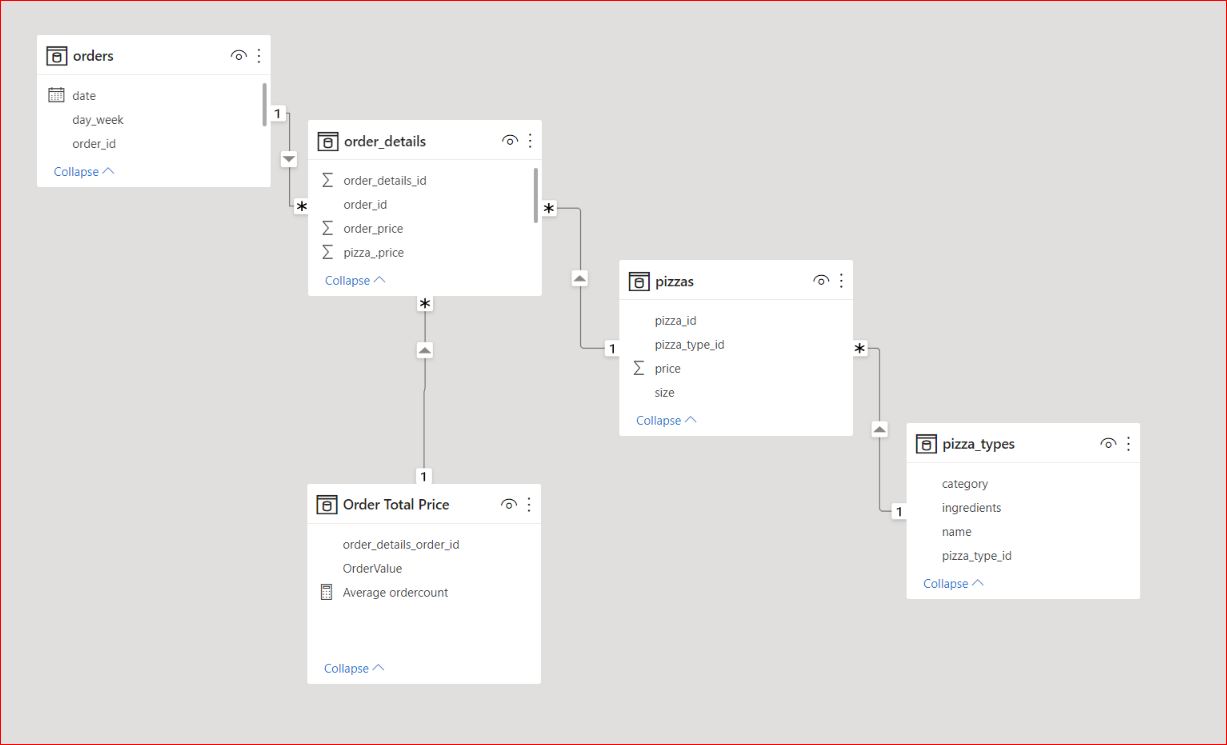 orders
date
day_week
order_id
Collapse
1
*
order_details
order_details_id
order_id
order_price
pizza_.price
Collapse
*
*
1
pizzas
pizza_id
pizza_type_id
price
size
Collapse
*
1
pizza_types
category
ingredients
name
pizza_type_id
Collapse
1
Order Total Price
order_details_order_id
OrderValue
Average ordercount
Collapse